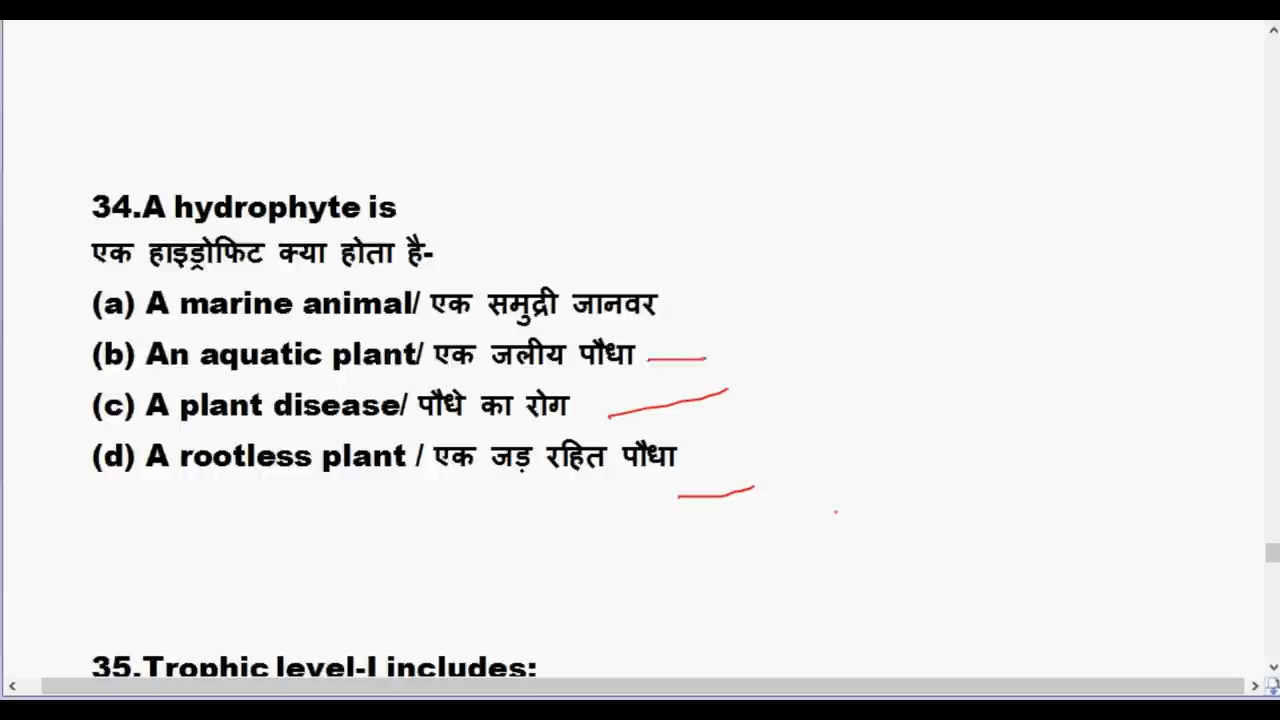 34.A hydrophyte is
एक हाइड्रोफिट क्या होता है-
(a) A marine animal/ एक समुद्री जानवर
(b) An aquatic plant/ एक जलीय पौधा
(c) A plant disease/ पौधे का रोग
(d) A rootless plant / एक जड़ रहित पौधा
35.Trophic level-I includes: